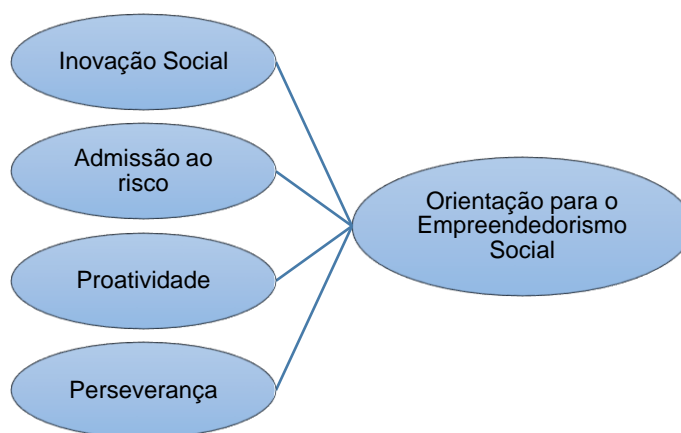 Inovação Social
Admissão ao
risco
Proatividade
Perseverança
Orientação para o
Empreendedorismo
Social